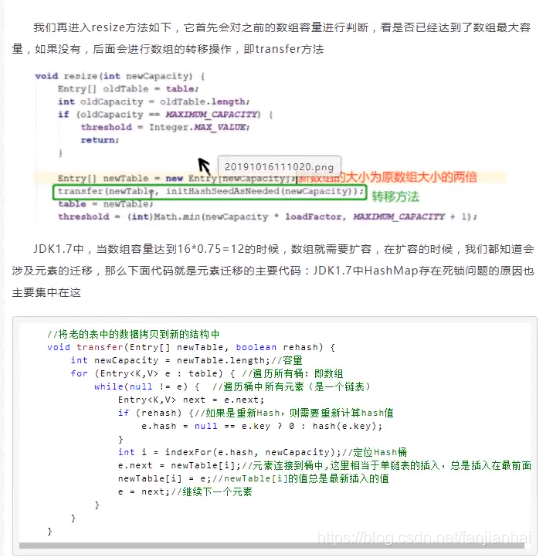 我们再进入resize方法如下，它首先会对之前的数组容量进行判断，看是否已经达到了数组最大容
量，如果没有，后面会进行数组的转移操作，即transfer方法
void resize(int newCapacity) {
Entry[] oldTable = table;
int oldCapacity = oldTable.length;
if (oldCapacity == MAXIMUM_CAPACITY) {
threshold = Integer.MAX_VALUE;
return;
}
20191016111020.png
Entry[] newTable = new Entry[newCapacity];新数组的大小为原数组大小的两倍
transfer(newTable, initHashSeedAsNeeded(newCapacity)); 转移方法
table = newTable;
threshold = (int)Math.min(newCapacity * loadFactor, MAXIMUM_CAPACITY + 1);
JDK1.7中，当数组容量达到16*0.75=12的时候，数组就需要扩容，在扩容的时候，我们都知道会
涉及元素的迁移，那么下面代码就是元素迁移的主要代码：JDK1.7中HashMap存在死锁问题的原因也
主要集中在这
//将老的表中的数据拷贝到新的结构中
void transfer(Entry[] newTable, boolean rehash) {
int newCapacity = newTable.length;//容量
for (Entry<K,V> e : table) { //遍历所有桶：即数组
while(null != e) { //遍历桶中所有元素（是一个链表）
Entry<K,V> next = e.next;
if (rehash) {//如果是重新Hash，则需要重新计算hash值
e.hash = null == e.key ? 0 : hash(e.key);
}
int i = indexFor(e.hash, newCapacity);//定位Hash桶
e.next = newTable[i];//元素连接到桶中,这里相当于单链表的插入，总是插入在最前面
newTable[i] = e;//newTable[i]的值总是最新插入的值
e = next;//继续下一个元素
}
}
}
https://blog.csdn.net/fanjianhai